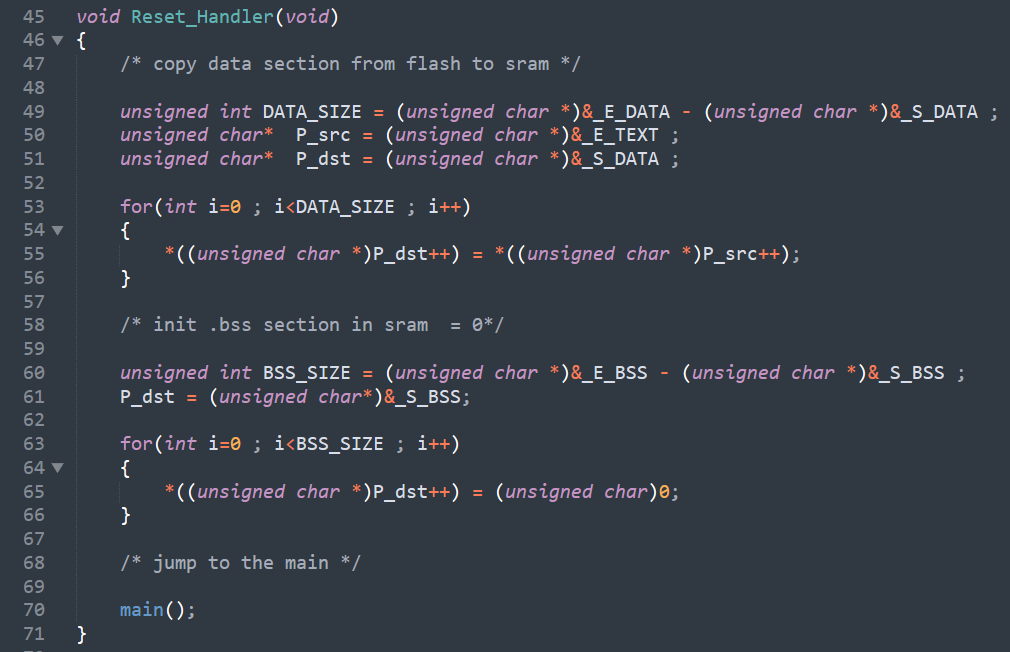 45 void Reset_Handler(void)
46 {
47 /* copy data section from flash to sram */
48
49 unsigned int DATA_SIZE = (unsigned char *)&_E_DATA - (unsigned char *)&_S_DATA ;
50 unsigned char*  P_src = (unsigned char *)&_E_TEXT ;
51 unsigned char*  P_dst = (unsigned char *)&_S_DATA ;
52
53 for(int i=0 ; i<DATA_SIZE ; i++)
54 {
55 *((unsigned char *)P_dst++) = *((unsigned char *)P_src++);
56 }
57
58 /* init .bss section in sram  = 0*/
59
60 unsigned int BSS_SIZE = (unsigned char *)&_E_BSS - (unsigned char *)&_S_BSS ;
61 P_dst = (unsigned char*)&_S_BSS;
62
63 for(int i=0 ; i<BSS_SIZE ; i++)
64 {
65 *((unsigned char *)P_dst++) = (unsigned char)0;
66 }
67
68 /* jump to the main */
69
70 main();
71 }